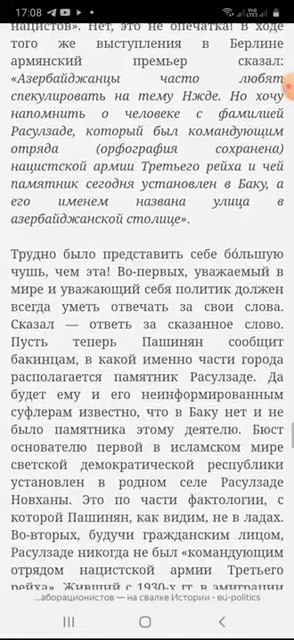 17:08
нацистов». Нет, это не опечатка! В ходе
того же выступления в Берлине
армянский премьер сказал:
«Азербайджанцы часто любят
спекулировать на тему Нжде. Но хочу
напомнить о человеке с фамилией
Расулзаде, который был командующим
отряда (орфография сохранена)
нацистской армии Третьего рейха и чей
памятник сегодня установлен в Баку, а
его именем названа улица в
азербайджанской столице».
Трудно было представить себе бо́льшую
чушь, чем эта! Во-первых, уважаемый в
мире и уважающий себя политик должен
всегда уметь отвечать за свои слова.
Сказал — ответь за сказанное слово.
Пусть теперь Пашинян сообщит
бакинцам, в какой именно части города
располагается памятник Расулзаде. Да
будет ему и его неинформированным
суфлерам известно, что в Баку нет и не
было памятника этому деятелю. Бюст
основателю первой в исламском мире
светской демократической республики
установлен в родном селе Расулзаде
Новханы. Это по части фактологии, с
которой Пашинян, как видим, не в ладах.
Во-вторых, будучи гражданским лицом,
Расулзаде никогда не был «командующим
отрядом нацистской армии Третьего
рейха». Живший с 1930-х гг. в эмиграции
...аборационистов — на свалке Истории - eu-politics